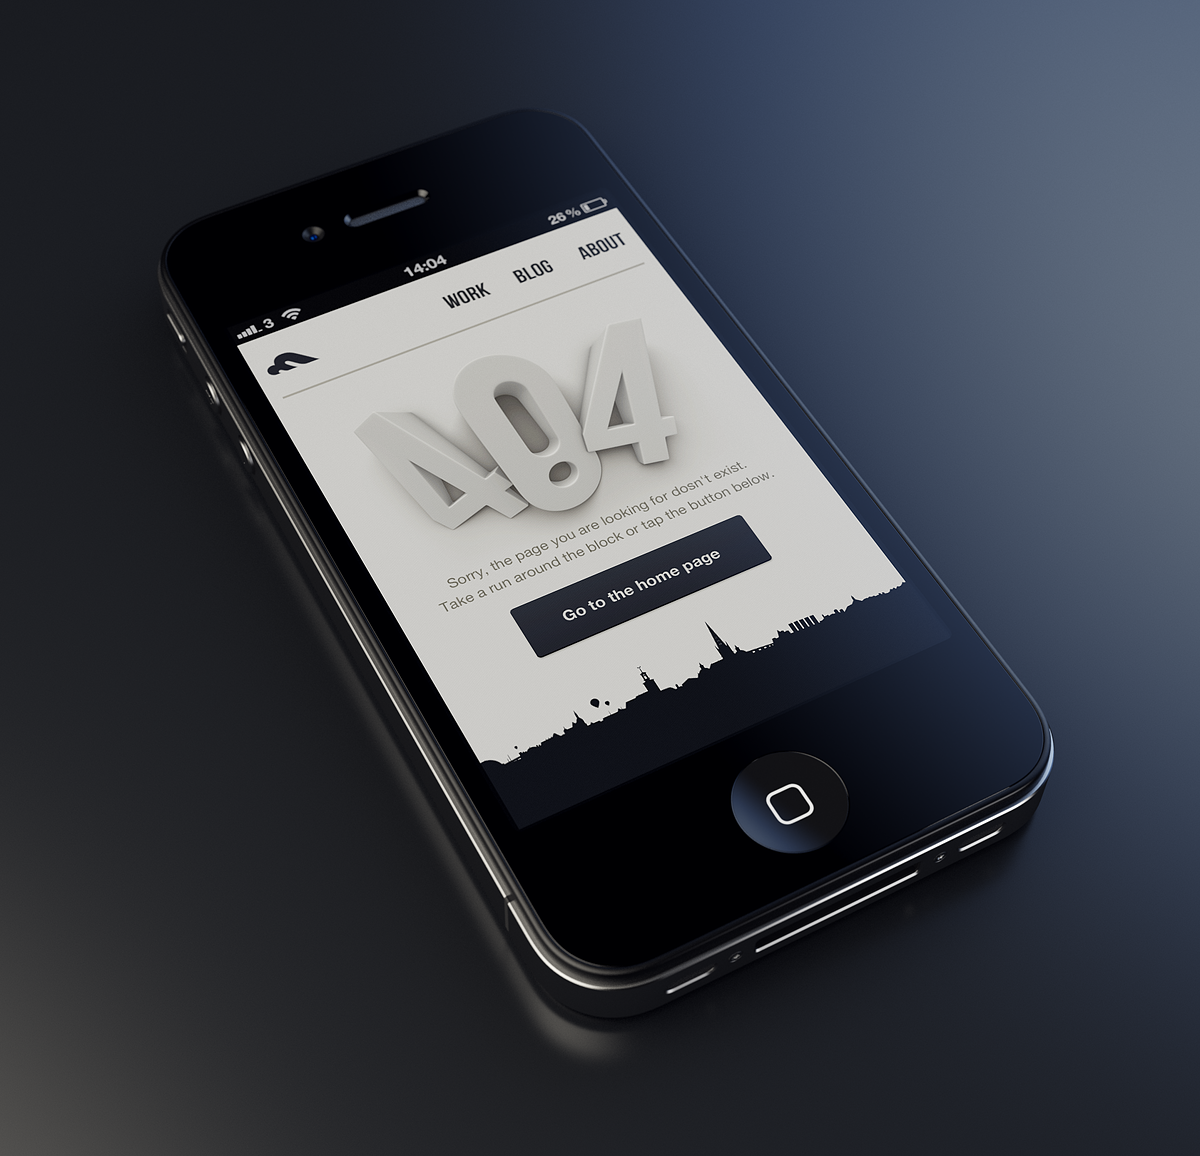 3 14:04 26%
WORK BLOG ABOUT
404
Sorry, the page you are looking for dosn't exist.
Take a run around the block or tap the button below.
Go to the home page